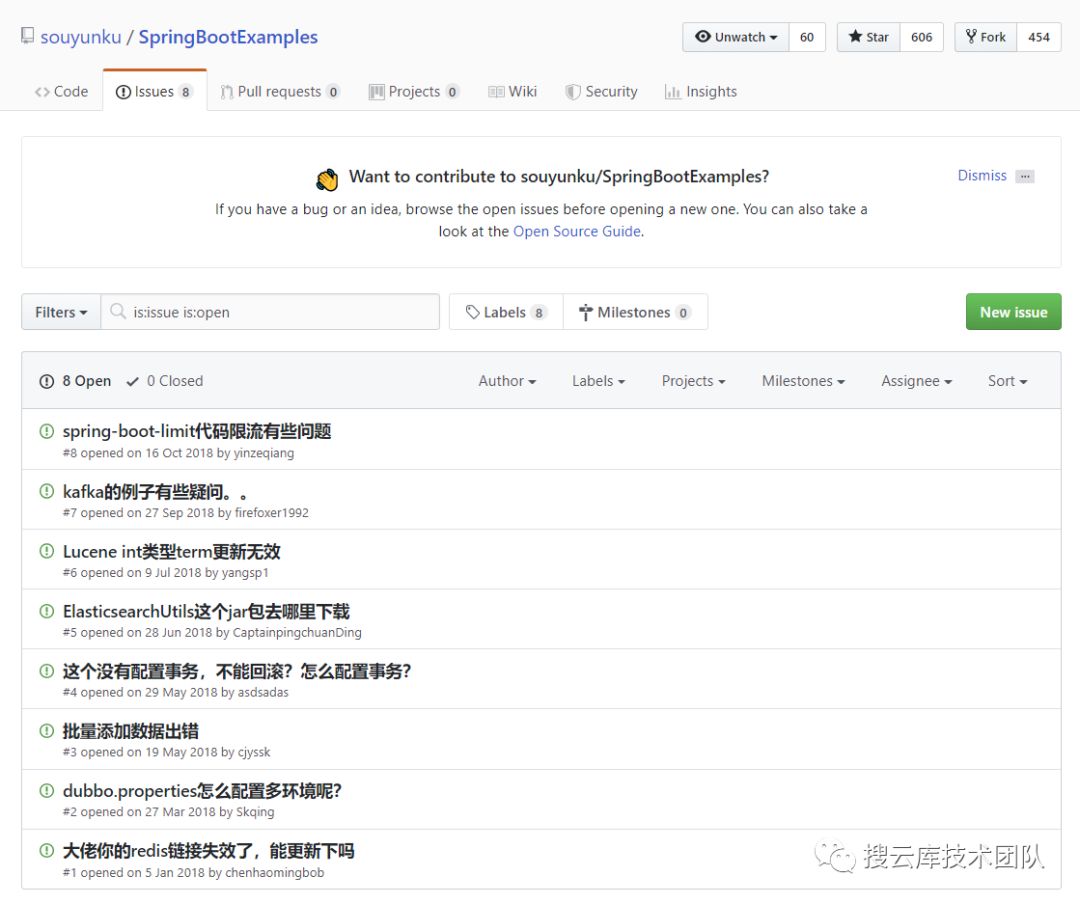 souyunku / SpringBootExamples
Unwatch 60 Star 606 Fork 454
Code Issues 8 Pull requests 0 Projects 0 Wiki Security Insights
Want to contribute to souyunku/SpringBootExamples?
Dismiss ...
If you have a bug or an idea, browse the open issues before opening a new one. You can also take a
look at the Open Source Guide.
Filters is:issue is:open Labels 8 Milestones 0 New issue
8 Open 0 Closed Author Labels Projects Milestones Assignee Sort
spring-boot-limit代码限流有些问题
#8 opened on 16 Oct 2018 by yinzeqiang
kafka的例子有些疑问。。
#7 opened on 27 Sep 2018 by firefoxer1992
Lucene int类型term更新无效
#6 opened on 9 Jul 2018 by yangsp1
ElasticsearchUtils这个jar包去哪里下载
#5 opened on 28 Jun 2018 by CaptainpingchuanDing
这个没有配置事务，不能回滚？怎么配置事务？
#4 opened on 29 May 2018 by asdsadas
批量添加数据出错
#3 opened on 19 May 2018 by cjyssk
dubbo.properties怎么配置多环境呢？
#2 opened on 27 Mar 2018 by Skqing
大佬你的redis链接失效了，能更新下吗
#1 opened on 5 Jan 2018 by chenhaomingbob
搜云库技术团队